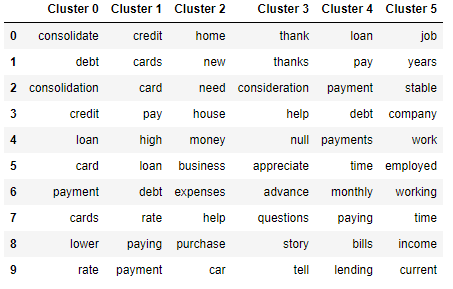 Cluster 0 Cluster 1 Cluster 2 Cluster 3 Cluster 4 Cluster 5
0 consolidate credit home thank loan job
1 debt cards new thanks pay years
2 consolidation card need consideration payment stable
3 credit pay house help debt company
4 loan high money null payments work
5 card loan business appreciate time employed
6 payment debt expenses advance monthly working
7 cards rate help questions paying time
8 lower paying purchase story bills income
9 rate payment car tell lending current